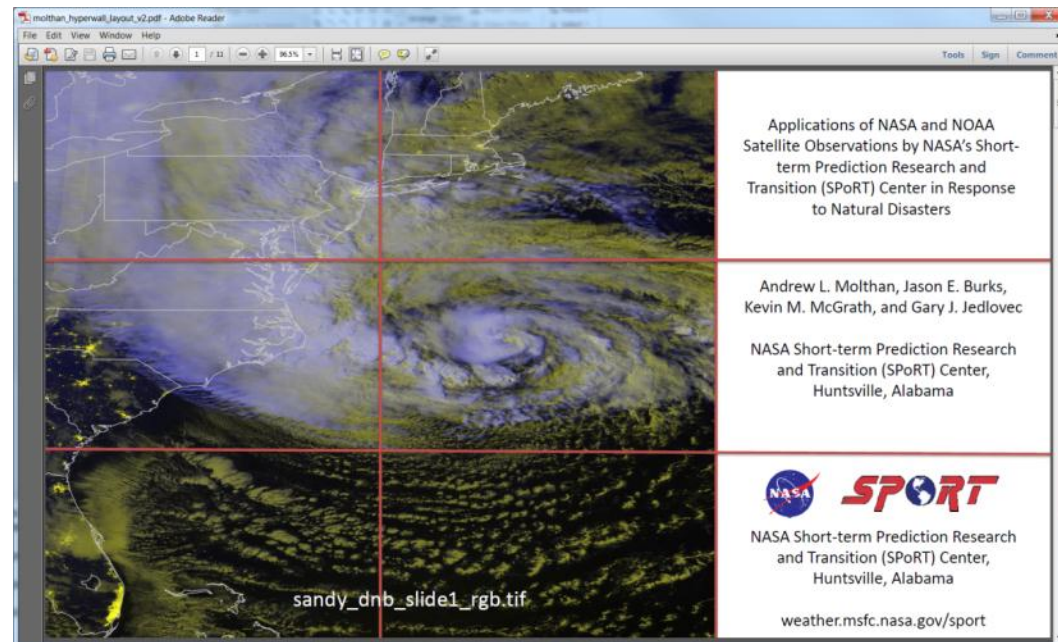 molthan_hyperwall_layout_v2.pdf - Adobe Reader
File Edit View Window Help
1 / 11
36.5%
Tools Sign Comment
Applications of NASA and NOAA
Satellite Observations by NASA's Short-
term Prediction Research and
Transition (SPoRT) Center in Response
to Natural Disasters
Andrew L. Molthan, Jason E. Burks,
Kevin M. McGrath, and Gary J. Jedlovec
NASA Short-term Prediction Research
and Transition (SPoRT) Center,
Huntsville, Alabama
NASA SPORT
NASA Short-term Prediction Research
and Transition (SPoRT) Center,
Huntsville, Alabama
sandy_dnb_slide1_rgb.tif
weather.msfc.nasa.gov/sport